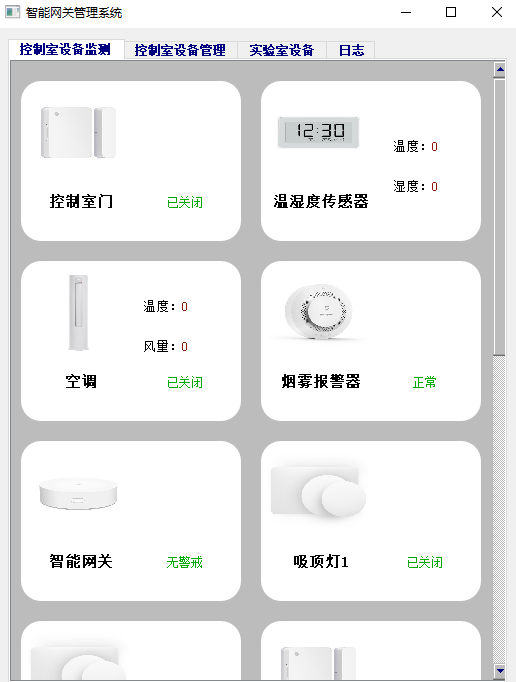 智能网关管理系统
控制室设备监测 控制室设备管理 实验室设备 日志
12:30
控制室门 已关闭
温湿度传感器
温度：0
湿度：0
空调
温度：0
风量：0
已关闭
烟雾报警器 正常
智能网关 无警戒
吸顶灯1 已关闭